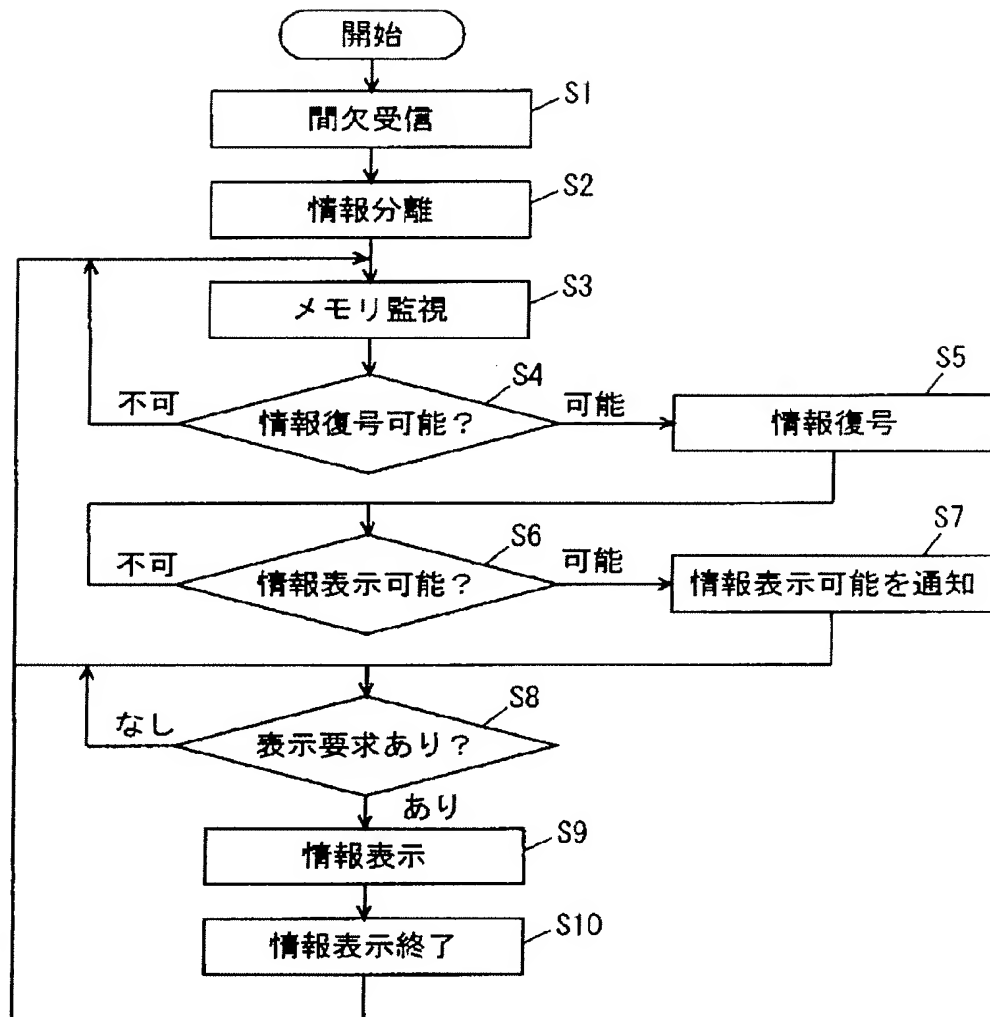 開始
間欠受信
S1
情報分離
S2
メモリ監視
S3
情報復号可能?
S4
不可
可能
情報復号
S5
情報表示可能?
S6
不可
可能
情報表示可能を通知
S7
表示要求あり?
S8
なし
あり
情報表示
S9
情報表示終了
S10